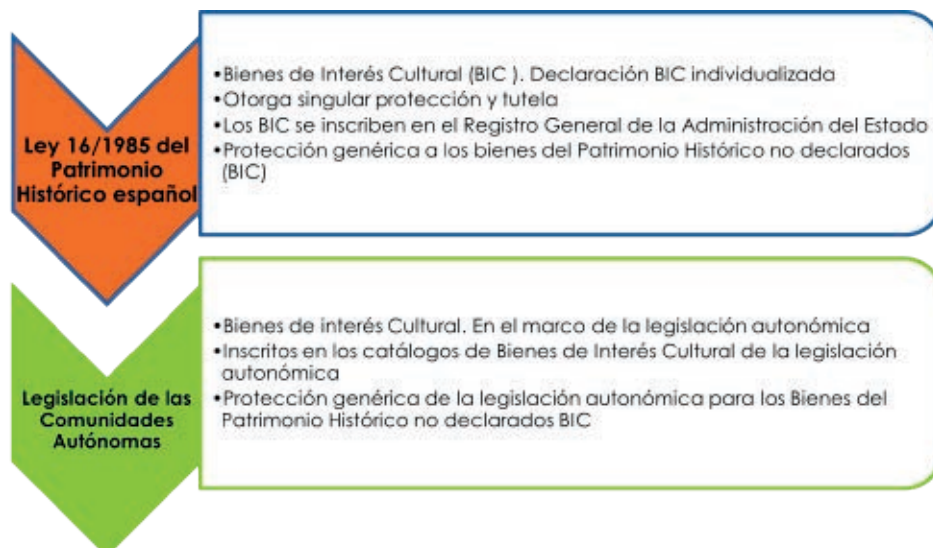 Ley 16/1985 del
Patrimonio
Histórico español
•Bienes de Interés Cultural (BIC ). Declaración BIC individualizada
•Otorga singular protección y tutela
•Los BIC se inscriben en el Registro General de la Administración del Estado
•Protección genérica a los bienes del Patrimonio Histórico no declarados
(BIC)
Legislación de las
Comunidades
Autónomas
•Bienes de interés Cultural. En el marco de la legislación autonómica
•Inscritos en los catálogos de Bienes de Interés Cultural de la legislación
autonómica
•Protección genérica de la legislación autonómica para los Bienes del
Patrimonio Histórico no declarados BIC